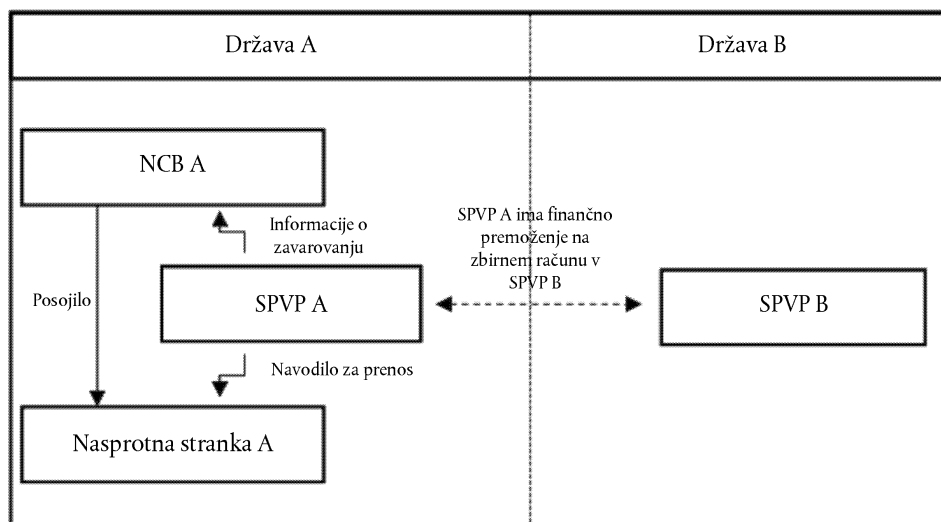 Država A
Država B
NCB A
Informacije o
zavarovanju
SPVP A ima finančno
premoženje na
zbirnem računu v
SPVP B
Posojilo
SPVP A
SPVP B
Navodilo za prenos
Nasprotna stranka A